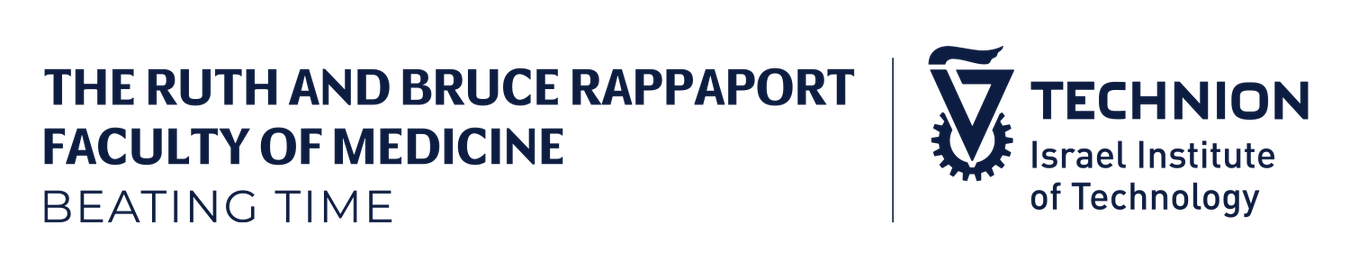 THE RUTH AND BRUCE RAPPAPORT
FACULTY OF MEDICINE
BEATING TIME
TECHNION
Israel Institute
of Technology